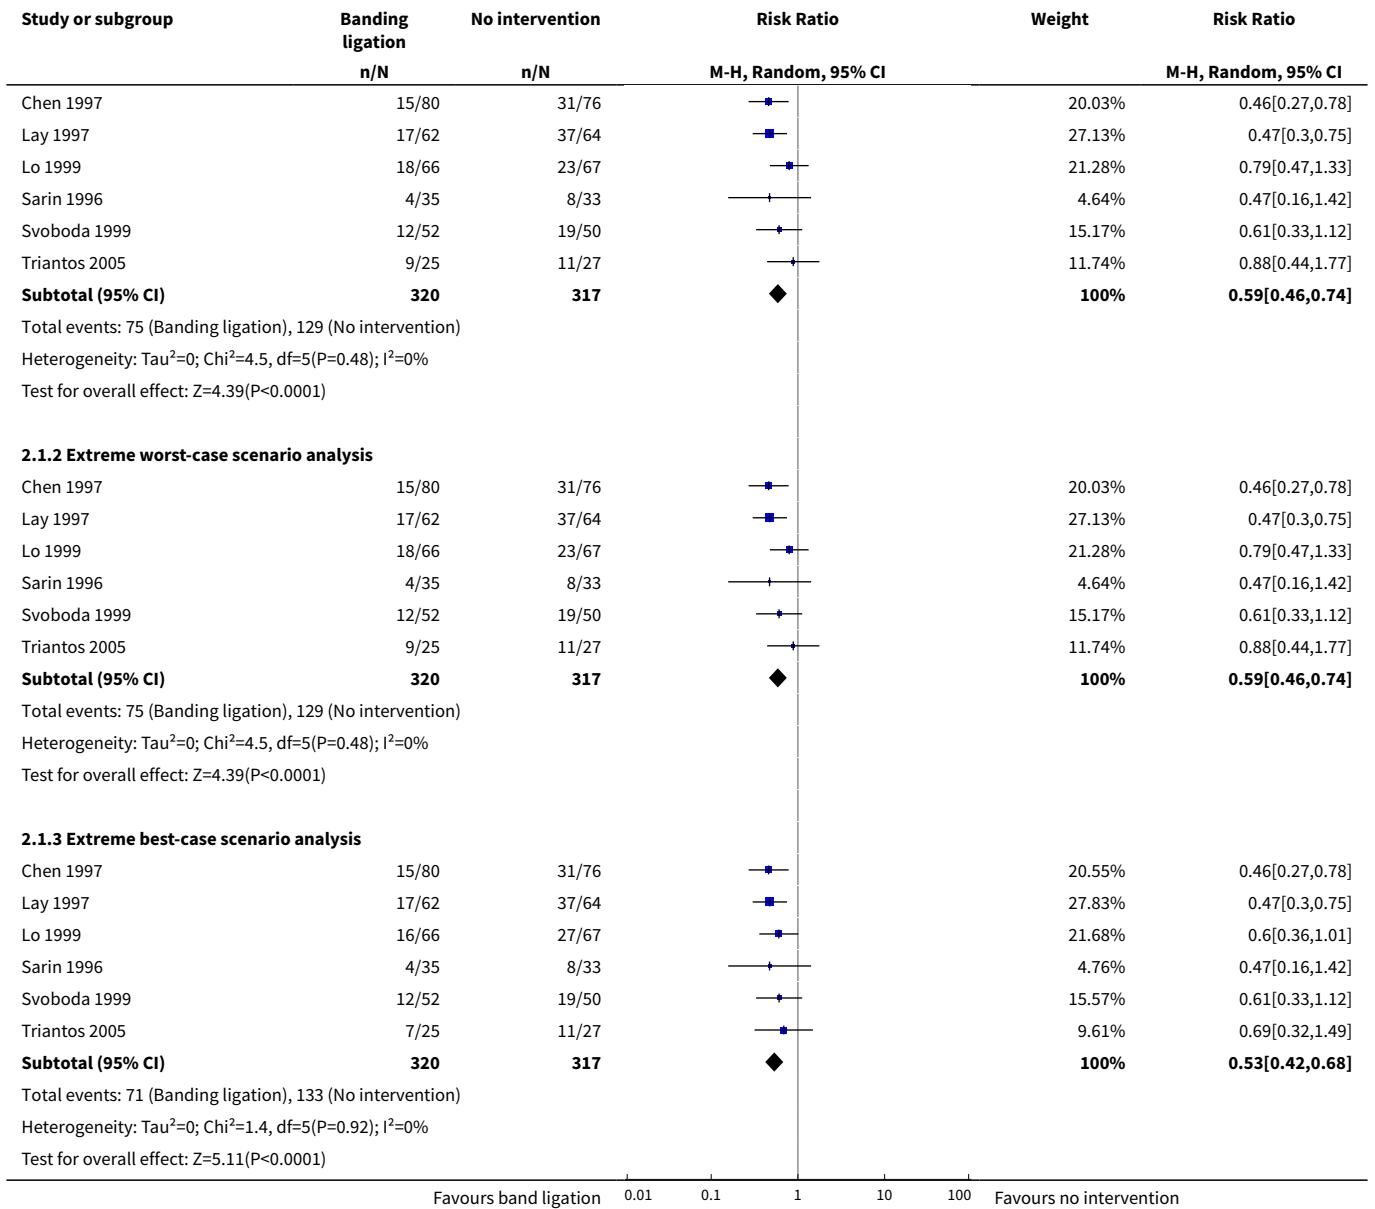 Study or subgroup Banding ligation No intervention Risk Ratio Weight Risk Ratio
n/N n/N M-H, Random, 95% CI M-H, Random, 95% CI
Chen 1997 15/80 31/76 20.03% 0.46[0.27,0.78]
Lay 1997 17/62 37/64 27.13% 0.47[0.3,0.75]
Lo 1999 18/66 23/67 21.28% 0.79[0.47,1.33]
Sarin 1996 4/35 8/33 4.64% 0.47[0.16,1.42]
Svoboda 1999 12/52 19/50 15.17% 0.61[0.33,1.12]
Triantos 2005 9/25 11/27 11.74% 0.88[0.44,1.77]
Subtotal (95% CI) 320 317 100% 0.59[0.46,0.74]
Total events: 75 (Banding ligation), 129 (No intervention)
Heterogeneity: Tau²=0; Chi²=4.5, df=5(P=0.48); I²=0%
Test for overall effect: Z=4.39(P<0.0001)
2.1.2 Extreme worst-case scenario analysis
Chen 1997 15/80 31/76 20.03% 0.46[0.27,0.78]
Lay 1997 17/62 37/64 27.13% 0.47[0.3,0.75]
Lo 1999 18/66 23/67 21.28% 0.79[0.47,1.33]
Sarin 1996 4/35 8/33 4.64% 0.47[0.16,1.42]
Svoboda 1999 12/52 19/50 15.17% 0.61[0.33,1.12]
Triantos 2005 9/25 11/27 11.74% 0.88[0.44,1.77]
Subtotal (95% CI) 320 317 100% 0.59[0.46,0.74]
Total events: 75 (Banding ligation), 129 (No intervention)
Heterogeneity: Tau²=0; Chi²=4.5, df=5(P=0.48); I²=0%
Test for overall effect: Z=4.39(P<0.0001)
2.1.3 Extreme best-case scenario analysis
Chen 1997 15/80 31/76 20.55% 0.46[0.27,0.78]
Lay 1997 17/62 37/64 27.83% 0.47[0.3,0.75]
Lo 1999 16/66 27/67 21.68% 0.6[0.36,1.01]
Sarin 1996 4/35 8/33 4.76% 0.47[0.16,1.42]
Svoboda 1999 12/52 19/50 15.57% 0.61[0.33,1.12]
Triantos 2005 7/25 11/27 9.61% 0.69[0.32,1.49]
Subtotal (95% CI) 320 317 100% 0.53[0.42,0.68]
Total events: 71 (Banding ligation), 133 (No intervention)
Heterogeneity: Tau²=0; Chi²=1.4, df=5(P=0.92); I²=0%
Test for overall effect: Z=5.11(P<0.0001)
Favours band ligation 0.01 0.1 1 10 100 Favours no intervention